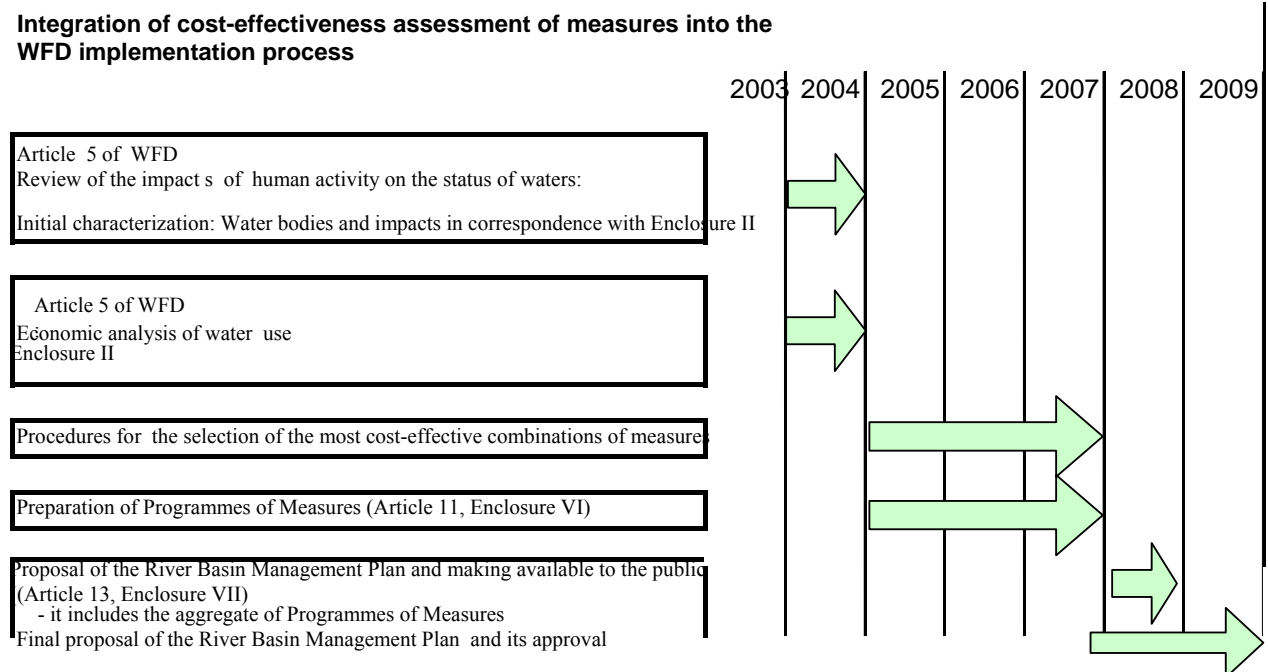 Integration of cost-effectiveness assessment of measures into the
WFD implementation process
2003 2004 2005 2006 2007 2008 2009
Article 5 of WFD
Review of the impact s of human activity on the status of waters:
Initial characterization: Water bodies and impacts in correspondence with Enclosure II
Article 5 of WFD
Economic analysis of water use
Enclosure II
Procedures for the selection of the most cost-effective combinations of measures
Preparation of Programmes of Measures (Article 11, Enclosure VI)
Proposal of the River Basin Management Plan and making available to the public
((Article 13, Enclosure VII)
- it includes the aggregate of Programmes of Measures
Final proposal of the River Basin Management Plan and its approval